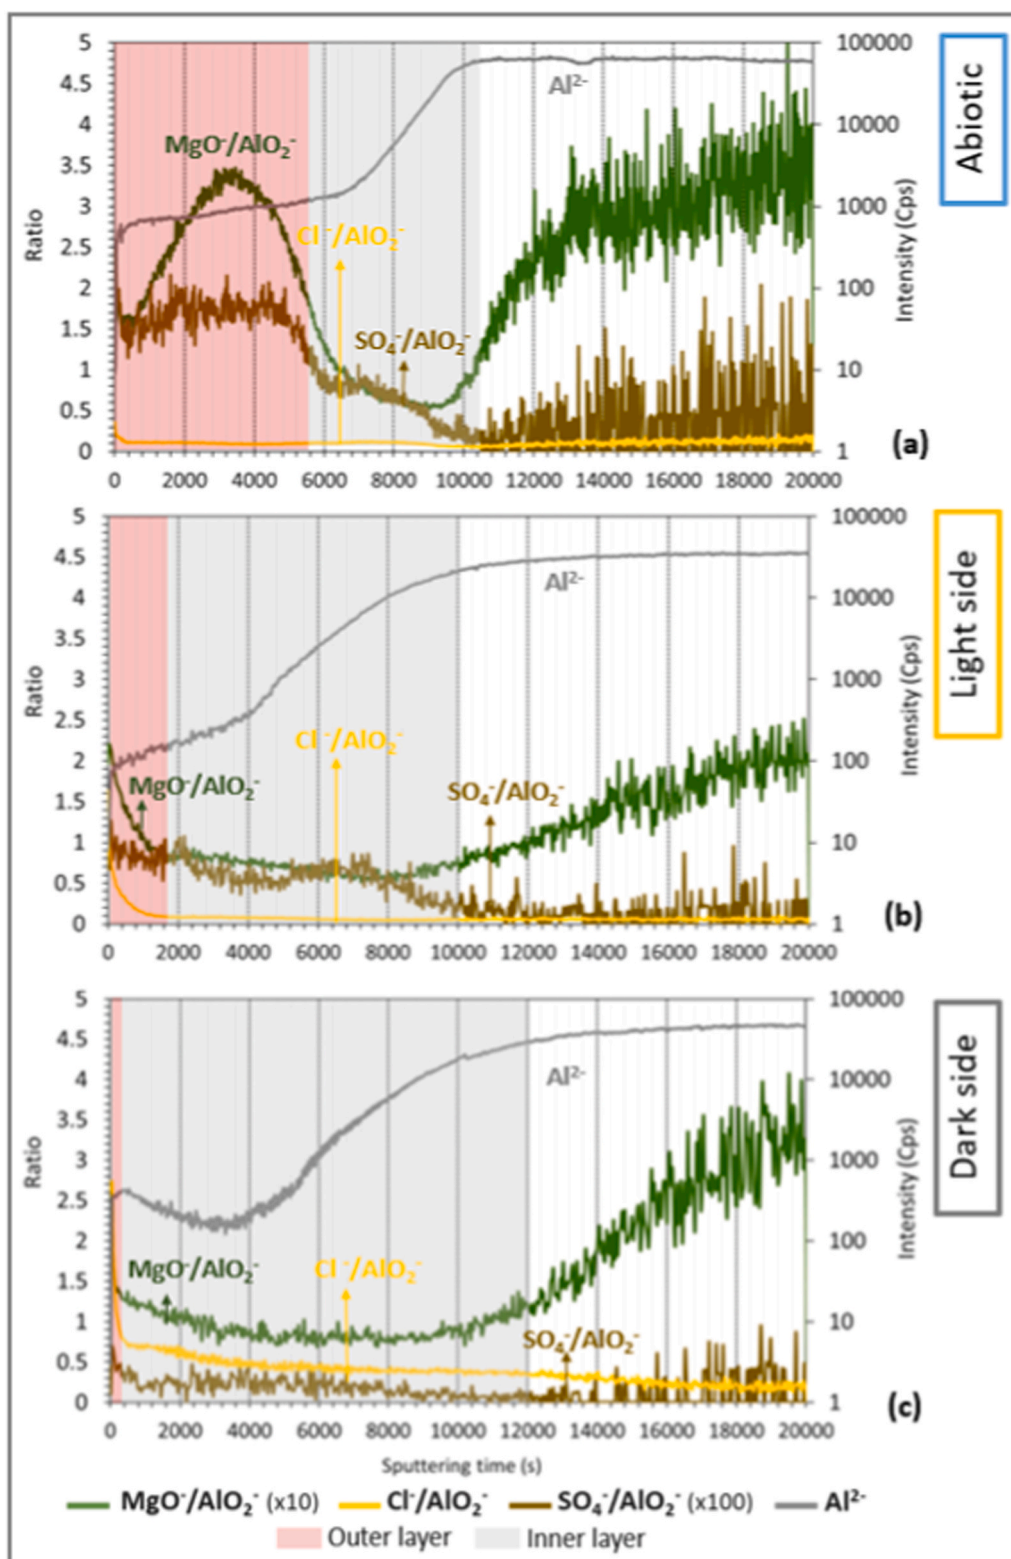 5 100000
4.5 Al²⁻
4 10000
MgO⁻/AlO₂⁻
3.5
3 1000
Cl⁻/AlO₂⁻
2.5
2 100
1.5 SO₄⁻/AlO₂⁻
1 10
0.5
0 1
Ratio
Intensity (Cps)
Abiotic
(a)
0 2000 4000 6000 8000 10000 12000 14000 16000 18000 20000
5 100000
4.5 Al²⁻
4 10000
3.5
3 1000
2.5
Cl⁻/AlO₂⁻
2 100
MgO⁻/AlO₂⁻ SO₄⁻/AlO₂⁻
1.5
1 10
0.5
0 1
Ratio
Intensity (Cps)
Light side
(b)
0 2000 4000 6000 8000 10000 12000 14000 16000 18000 20000
5 100000
4.5
4 Al²⁻ 10000
3.5
3 1000
2.5
2 100
MgO⁻/AlO₂⁻ Cl⁻/AlO₂⁻
1.5
1 10
SO₄⁻/AlO₂⁻
0.5
0 1
Ratio
Intensity (Cps)
Dark side
(c)
0 2000 4000 6000 8000 10000 12000 14000 16000 18000 20000
Sputtering time (s)
MgO⁻/AlO₂⁻ (x10) Cl⁻/AlO₂⁻ SO₄⁻/AlO₂⁻ (x100) Al²⁻
Outer layer Inner layer